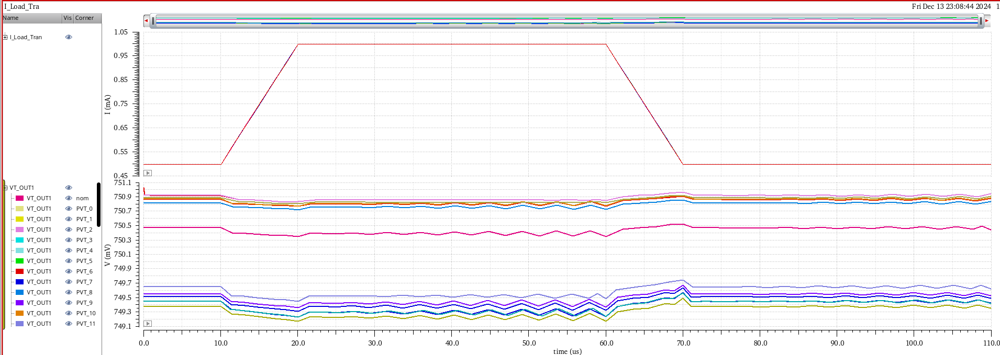 I_Load_Tra
Fri Dec 13 23:08:44 2024 1
Name Vis Corner
I_Load_Tran
1.05
0.95
0.85
0.75
0.65
0.55
0.45
I (mA)
VT_OUT1
VT_OUT1 nom
VT_OUT1 PVT_0
VT_OUT1 PVT_1
VT_OUT1 PVT_2
VT_OUT1 PVT_3
VT_OUT1 PVT_4
VT_OUT1 PVT_5
VT_OUT1 PVT_6
VT_OUT1 PVT_7
VT_OUT1 PVT_8
VT_OUT1 PVT_9
VT_OUT1 PVT_10
VT_OUT1 PVT_11
751.1
750.9
750.7
750.5
750.3
750.1
749.9
749.7
749.5
749.3
749.1
V (mV)
0.0 10.0 20.0 30.0 40.0 50.0 60.0 70.0 80.0 90.0 100.0 110.0
time (us)